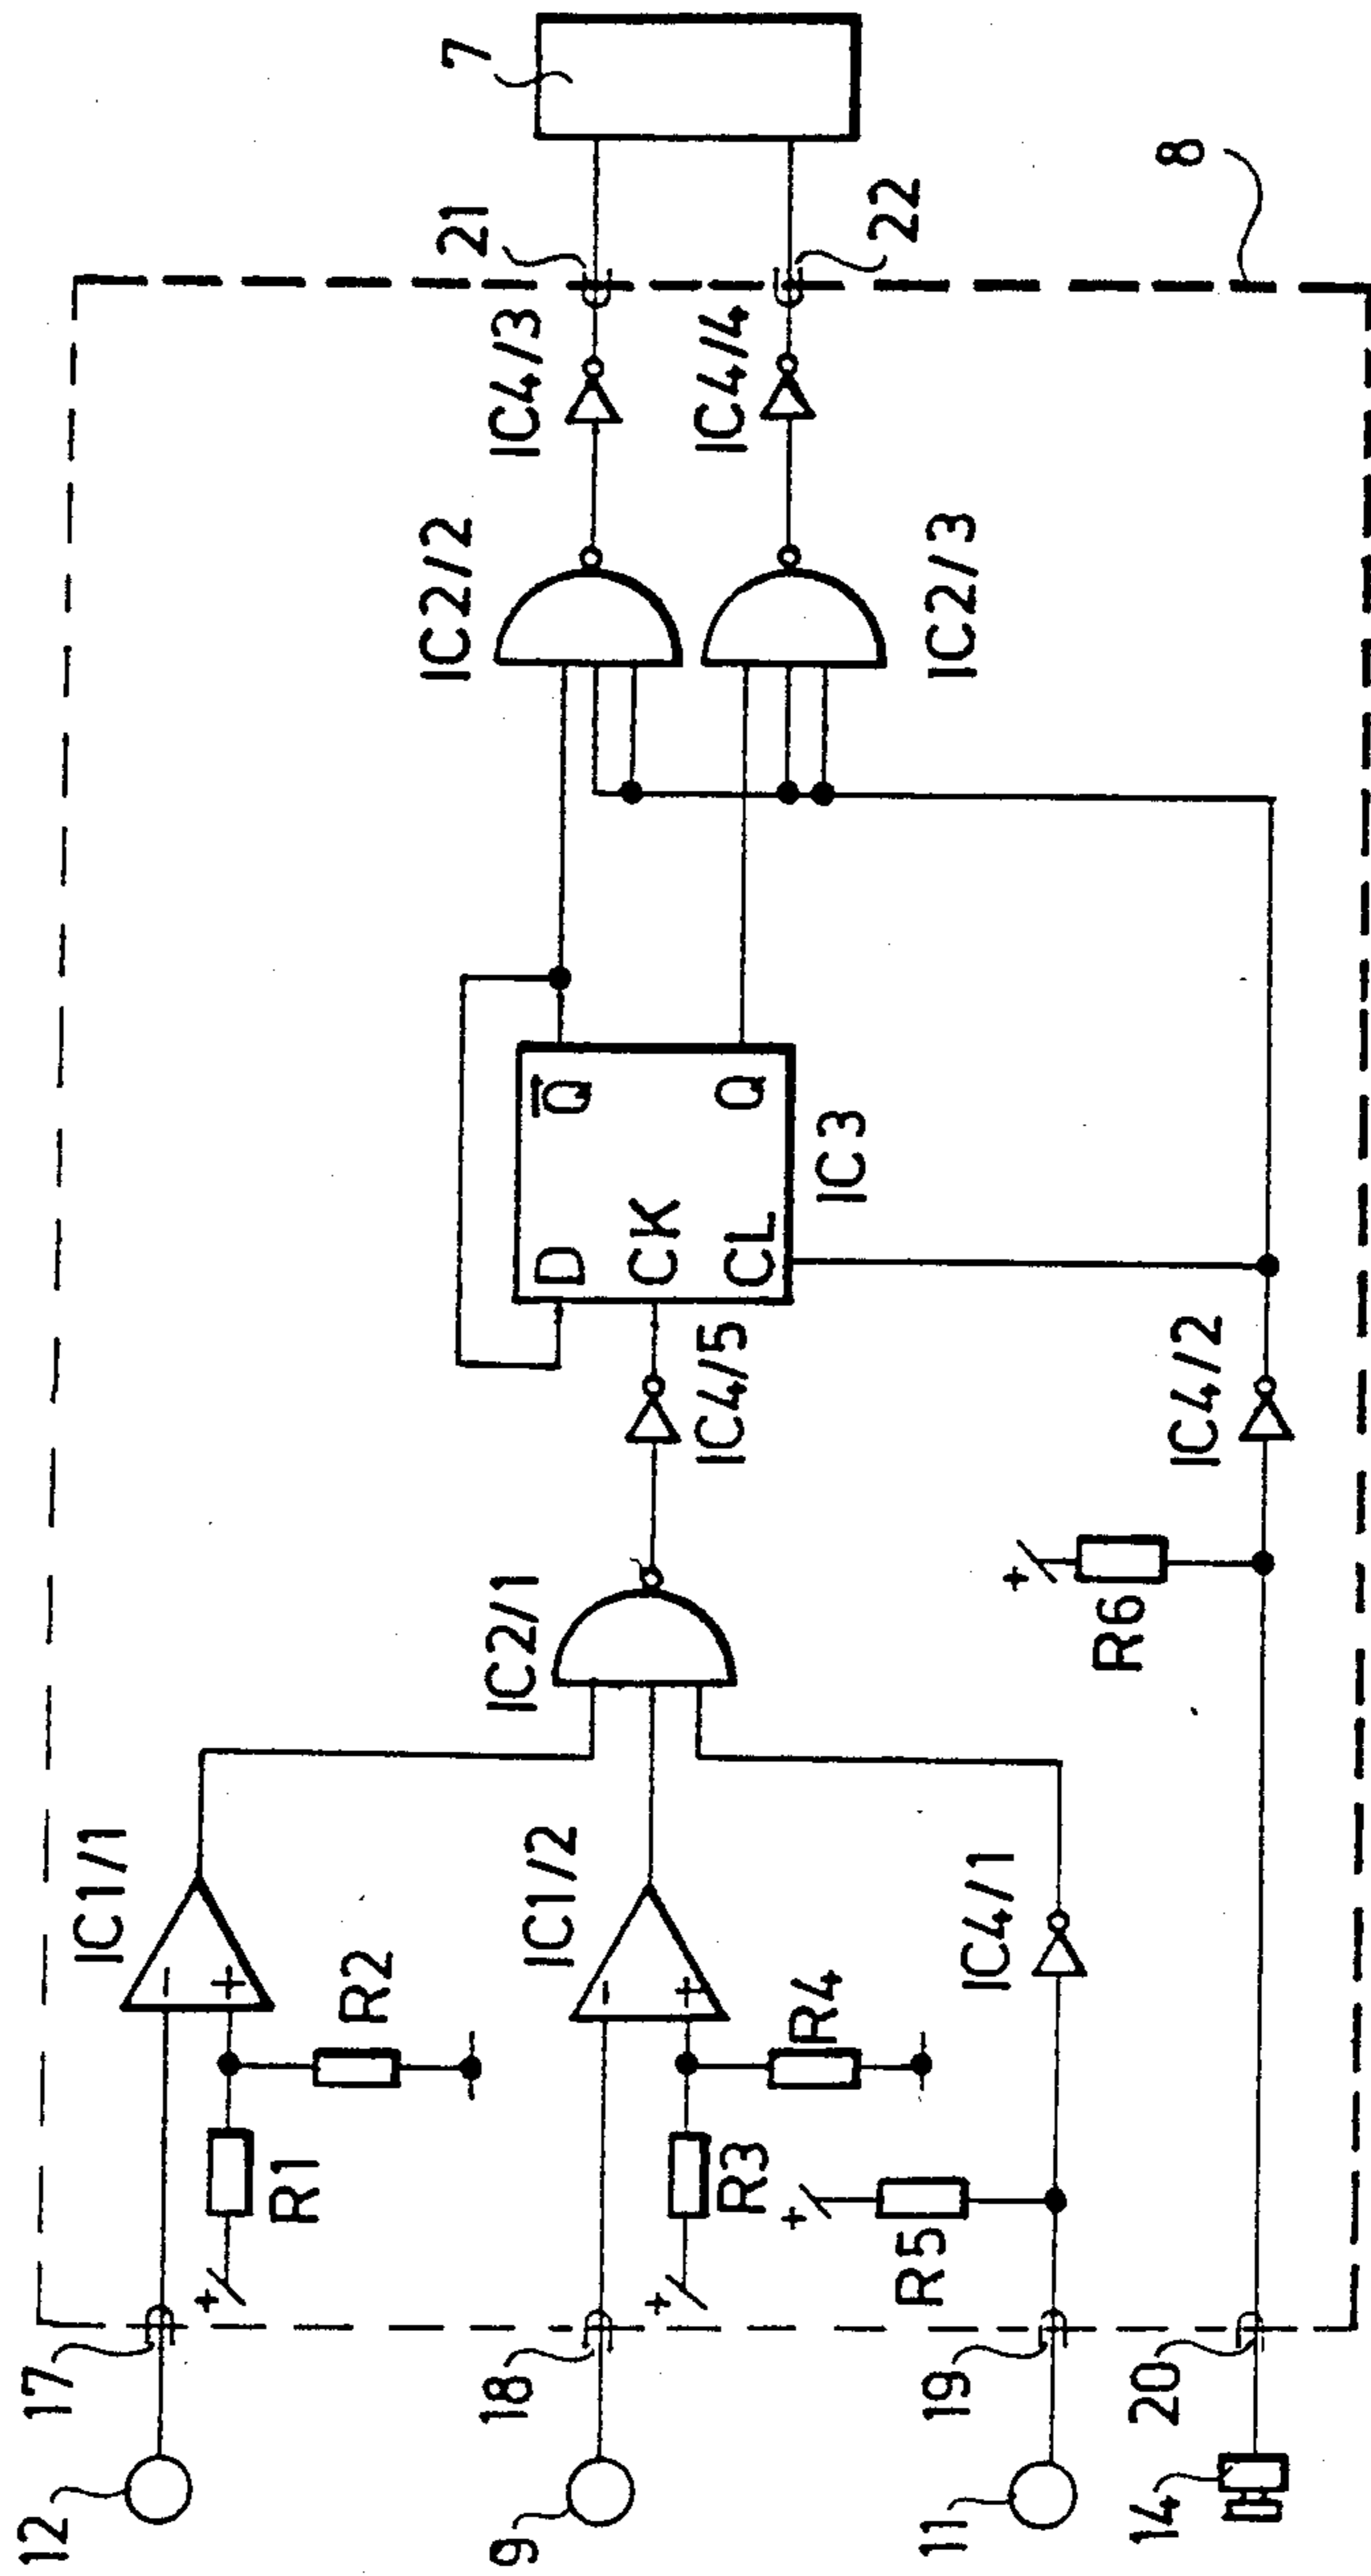 12
17
IC1/1
+
R1
R2
−
+
9
18
IC1/2
+
R3
R4
−
+
11
19
+
R5
IC4/1
14
20
+
R6
IC4/2
IC2/1
IC4/5
D
CK
CL
Q̅
Q
IC3
IC2/2
IC2/3
IC4/3
IC4/4
21
22
7
8